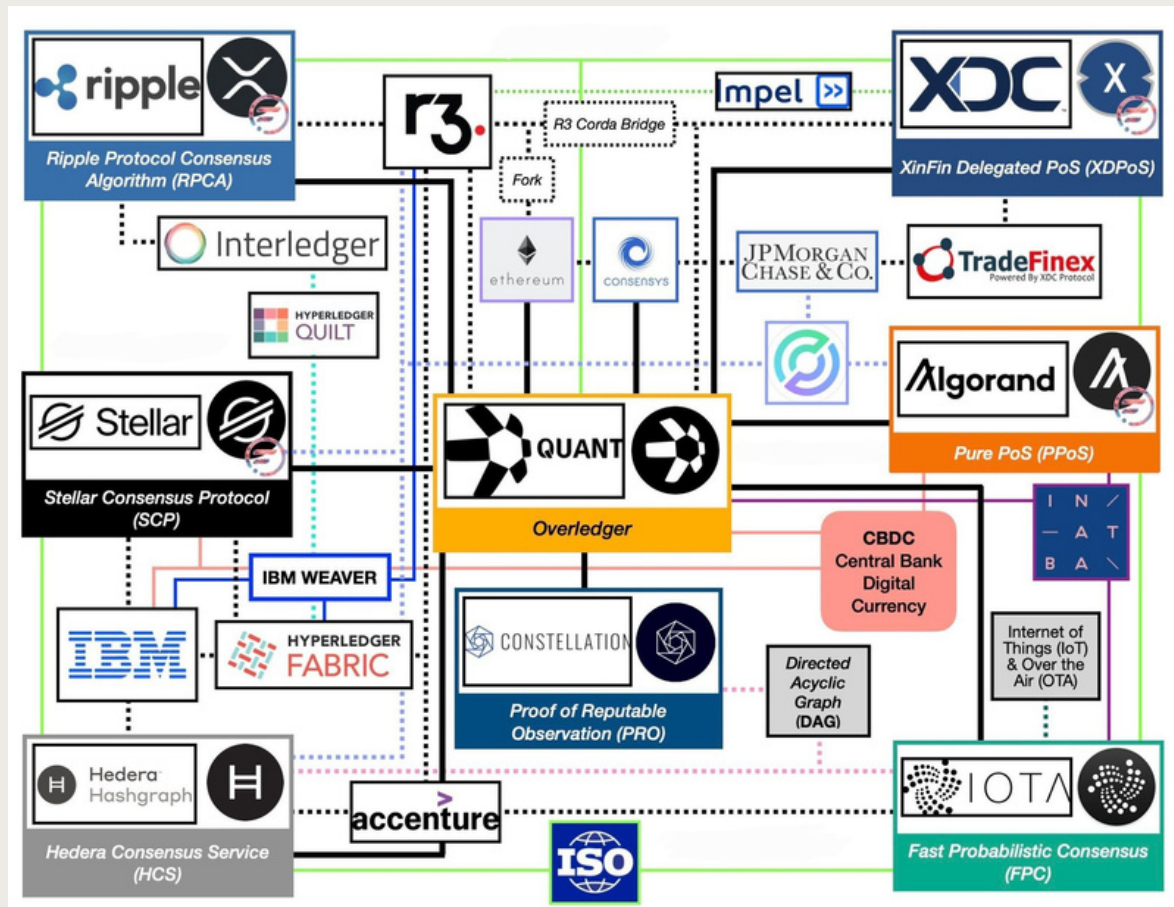 ripple
Ripple Protocol Consensus
Algorithm (RPCA)
r3.
Impel
R3 Corda Bridge
XDC
X
XinFin Delegated PoS (XDPoS)
Fork
Interledger
ethereum
CONSENSYS
JPMORGAN
CHASE & CO.
TradeFinex
Powered By XDC Protocol
HYPERLEDGER
QUILT
Stellar
Stellar Consensus Protocol
(SCP)
QUANT
Overledger
Algorand
Pure PoS (PPoS)
IN/
—AT
BA\
CBDC
Central Bank
Digital
Currency
IBM WEAVER
IBM
HYPERLEDGER
FABRIC
CONSTELLATION
Proof of Reputable
Observation (PRO)
Directed
Acyclic
Graph
(DAG)
Internet of
Things (IoT)
& Over the
Air (OTA)
Hedera
Hashgraph
Hedera Consensus Service
(HCS)
accenture
ISO
IOTA
Fast Probabilistic Consensus
(FPC)